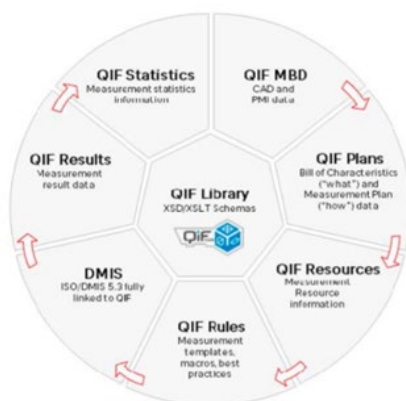 QIF Statistics
Measurement statistics
information
QIF MBD
CAD and
PMI data
QIF Results
Measurement
result data
QIF Plans
Bill of Characteristics
("what") and
Measurement Plan
("how") data
QIF Library
XSD/XSLT Schemas
QIF
DMIS
ISO/DMIS 5.3 fully
linked to QIF
QIF Resources
Measurement
Resource
information
QIF Rules
Measurement
templates,
macros, best
practices